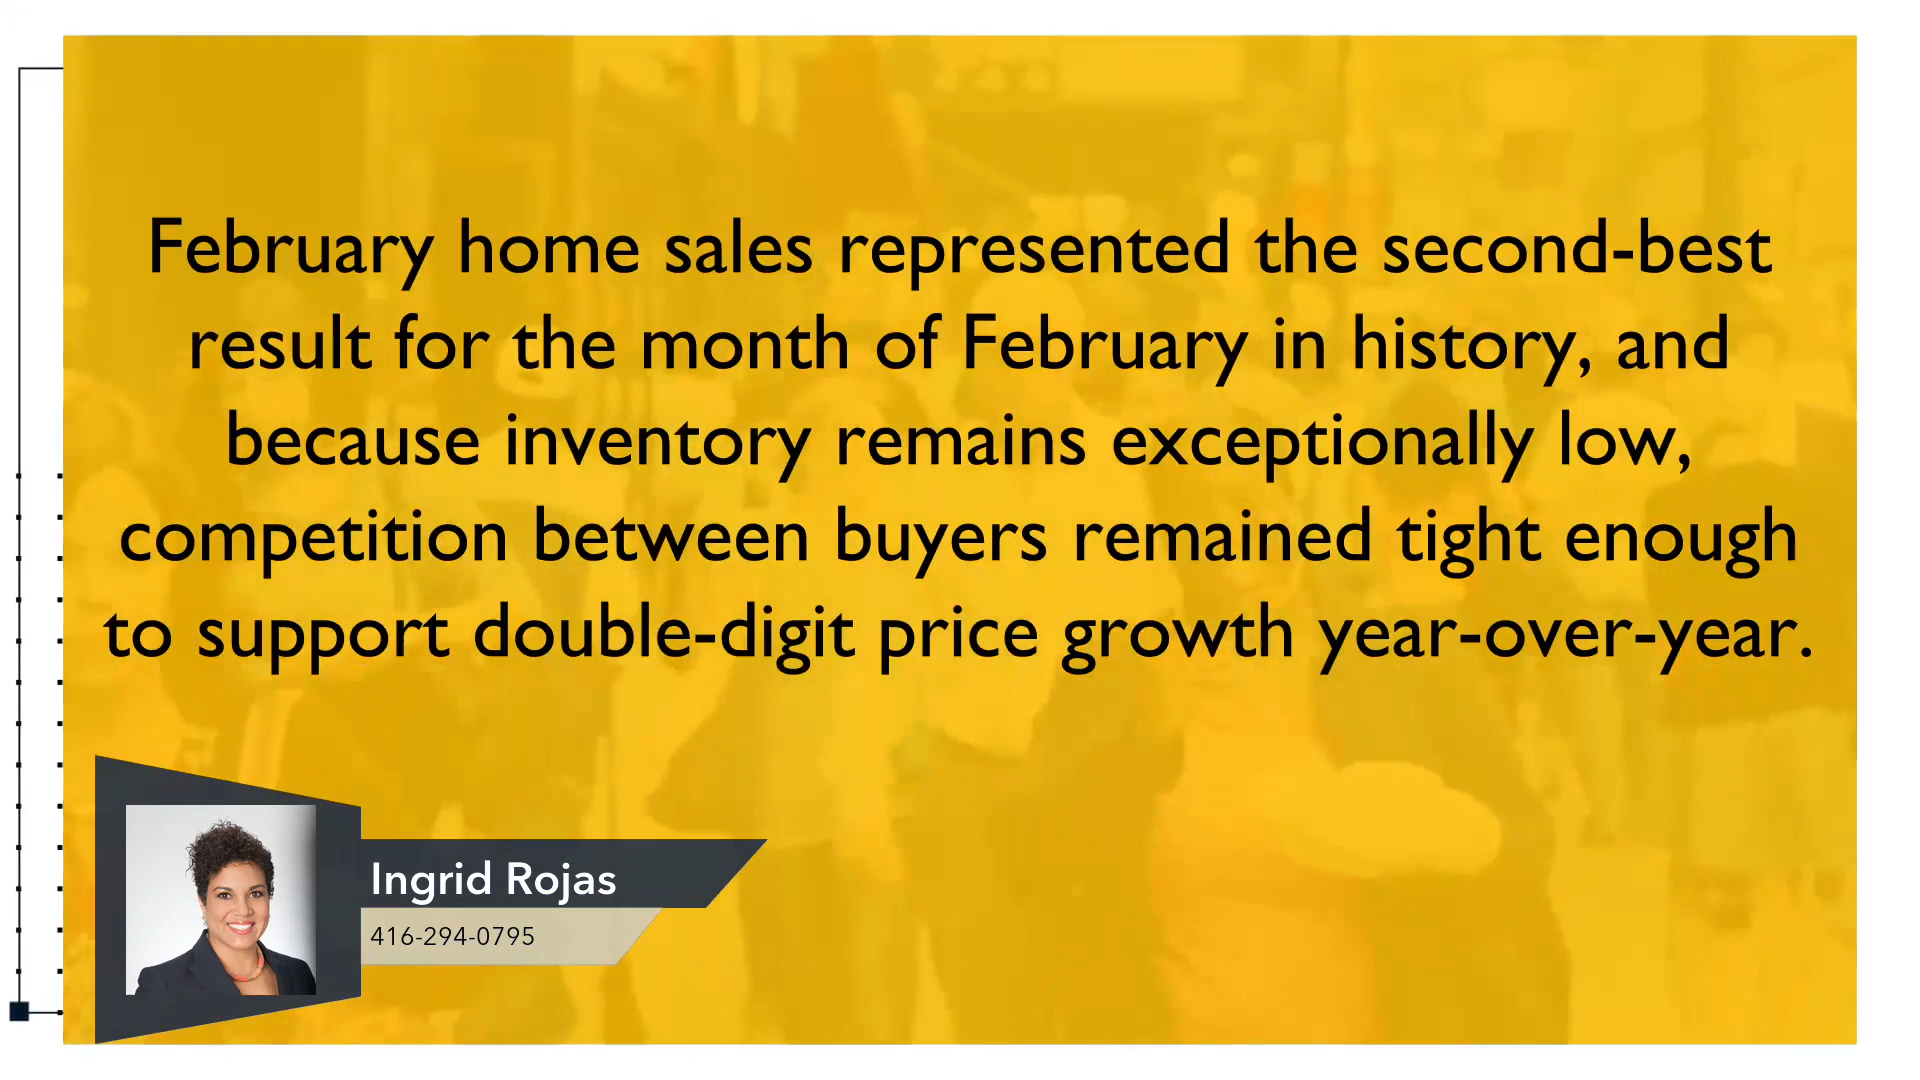 February home sales represented the second-best
result for the month of February in history, and
because inventory remains exceptionally low,
competition between buyers remained tight enough
to support double-digit price growth year-over-year.
Ingrid Rojas
416-294-0795